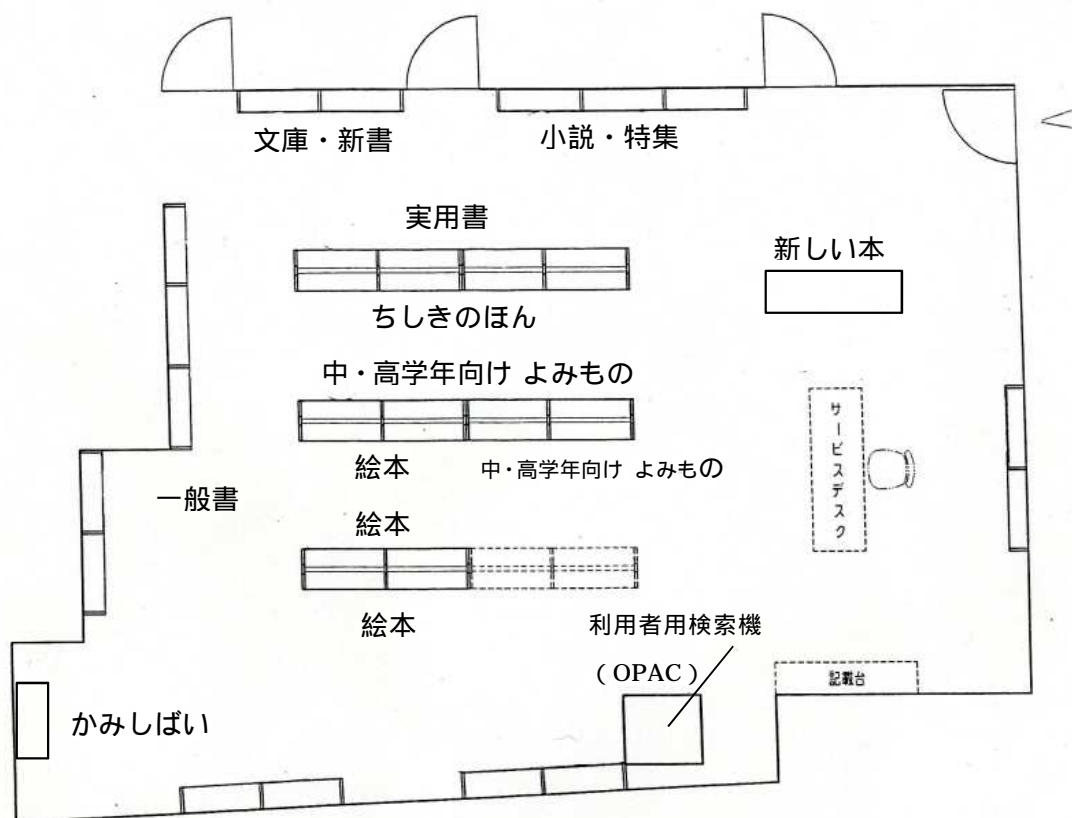 文庫・新書
小説・特集
実用書
新しい本
ちしきのほん
中・高学年向け よみもの
サービスデスク
絵本
中・高学年向け よみもの
一般書
絵本
絵本
利用者用検索機
(OPAC)
記載台
かみしばい